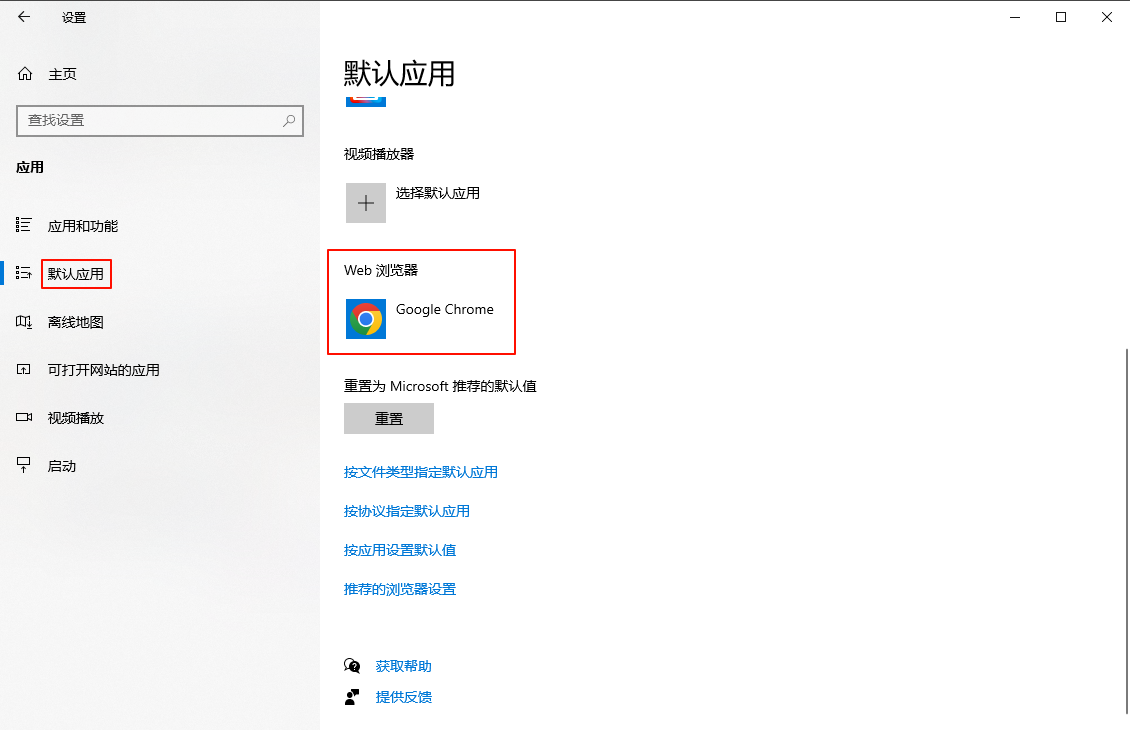 设置
主页
查找设置
应用
应用和功能
默认应用
离线地图
可打开网站的应用
视频播放
启动
默认应用
视频播放器
选择默认应用
Web 浏览器
Google Chrome
重置为 Microsoft 推荐的默认值
重置
按文件类型指定默认应用
按协议指定默认应用
按应用设置默认值
推荐的浏览器设置
获取帮助
提供反馈